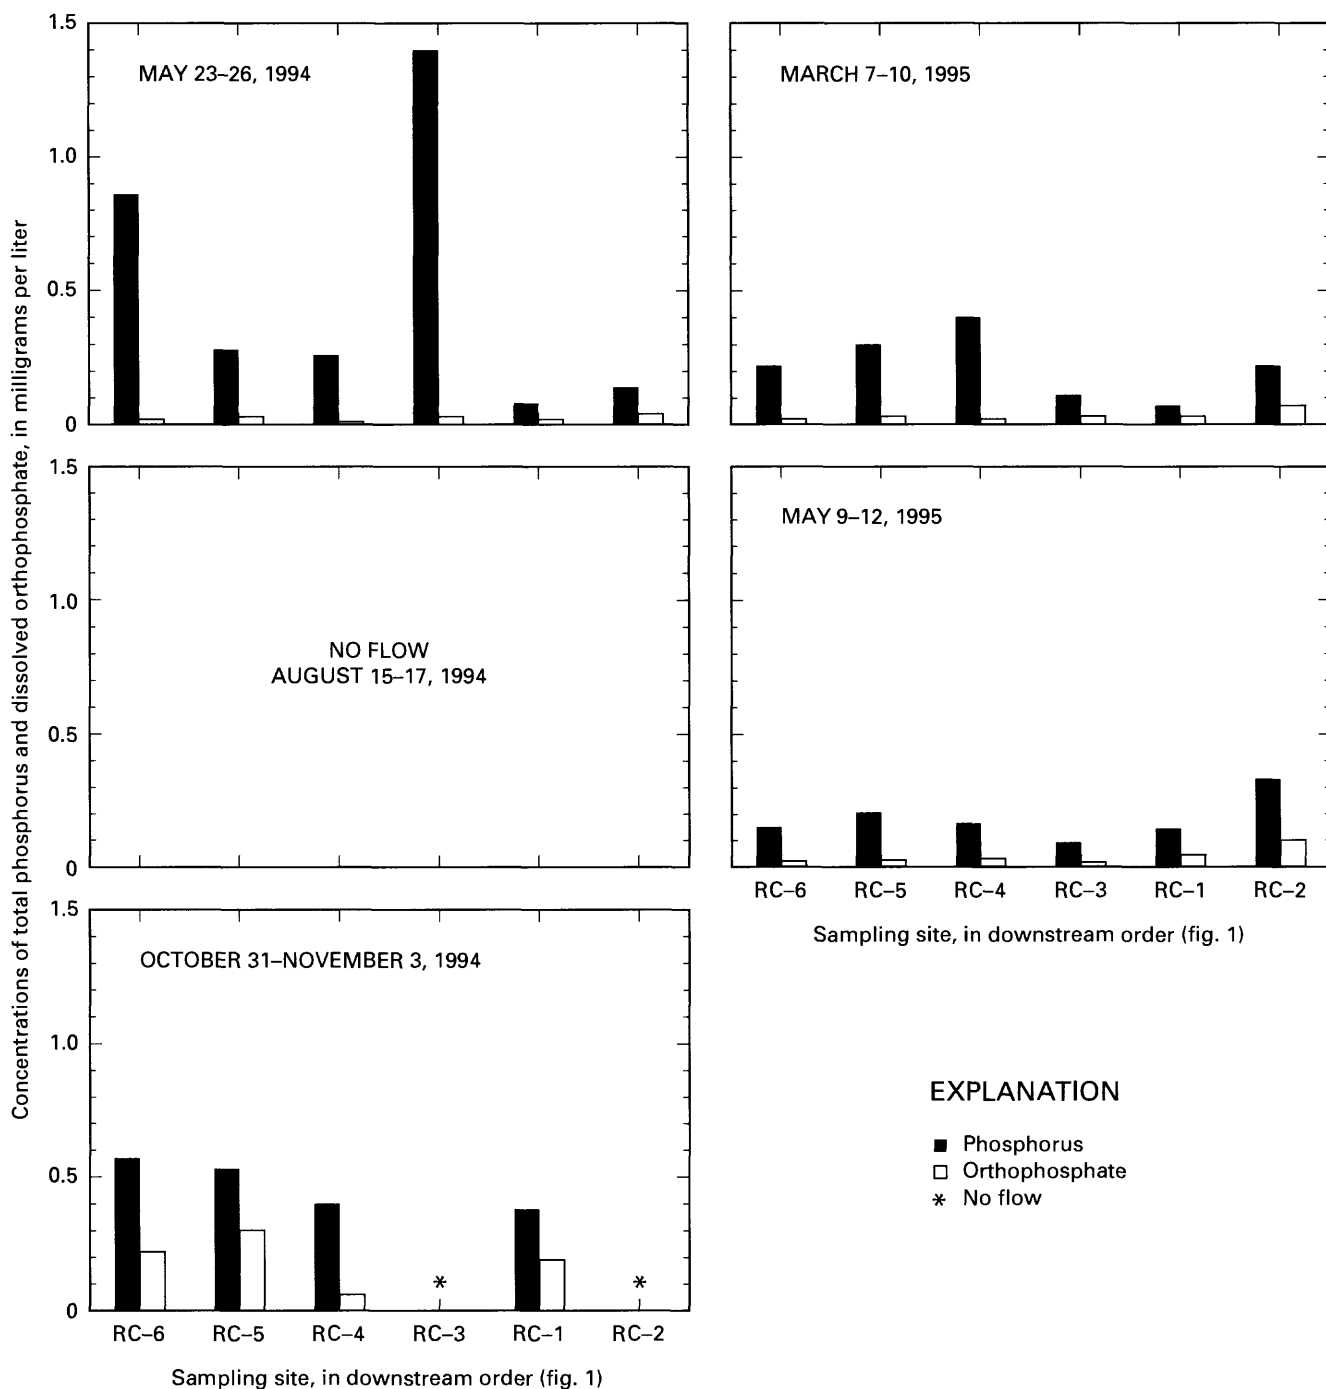 Concentrations of total phosphorus and dissolved orthophosphate, in milligrams per liter
1.5
1.0
0.5
0
MAY 23–26, 1994
MARCH 7–10, 1995
1.5
1.0
0.5
0
NO FLOW
AUGUST 15–17, 1994
MAY 9–12, 1995
RC–6 RC–5 RC–4 RC–3 RC–1 RC–2
Sampling site, in downstream order (fig. 1)
1.5
1.0
0.5
0
OCTOBER 31–NOVEMBER 3, 1994
* *
RC–6 RC–5 RC–4 RC–3 RC–1 RC–2
Sampling site, in downstream order (fig. 1)
EXPLANATION
Phosphorus
Orthophosphate
* No flow